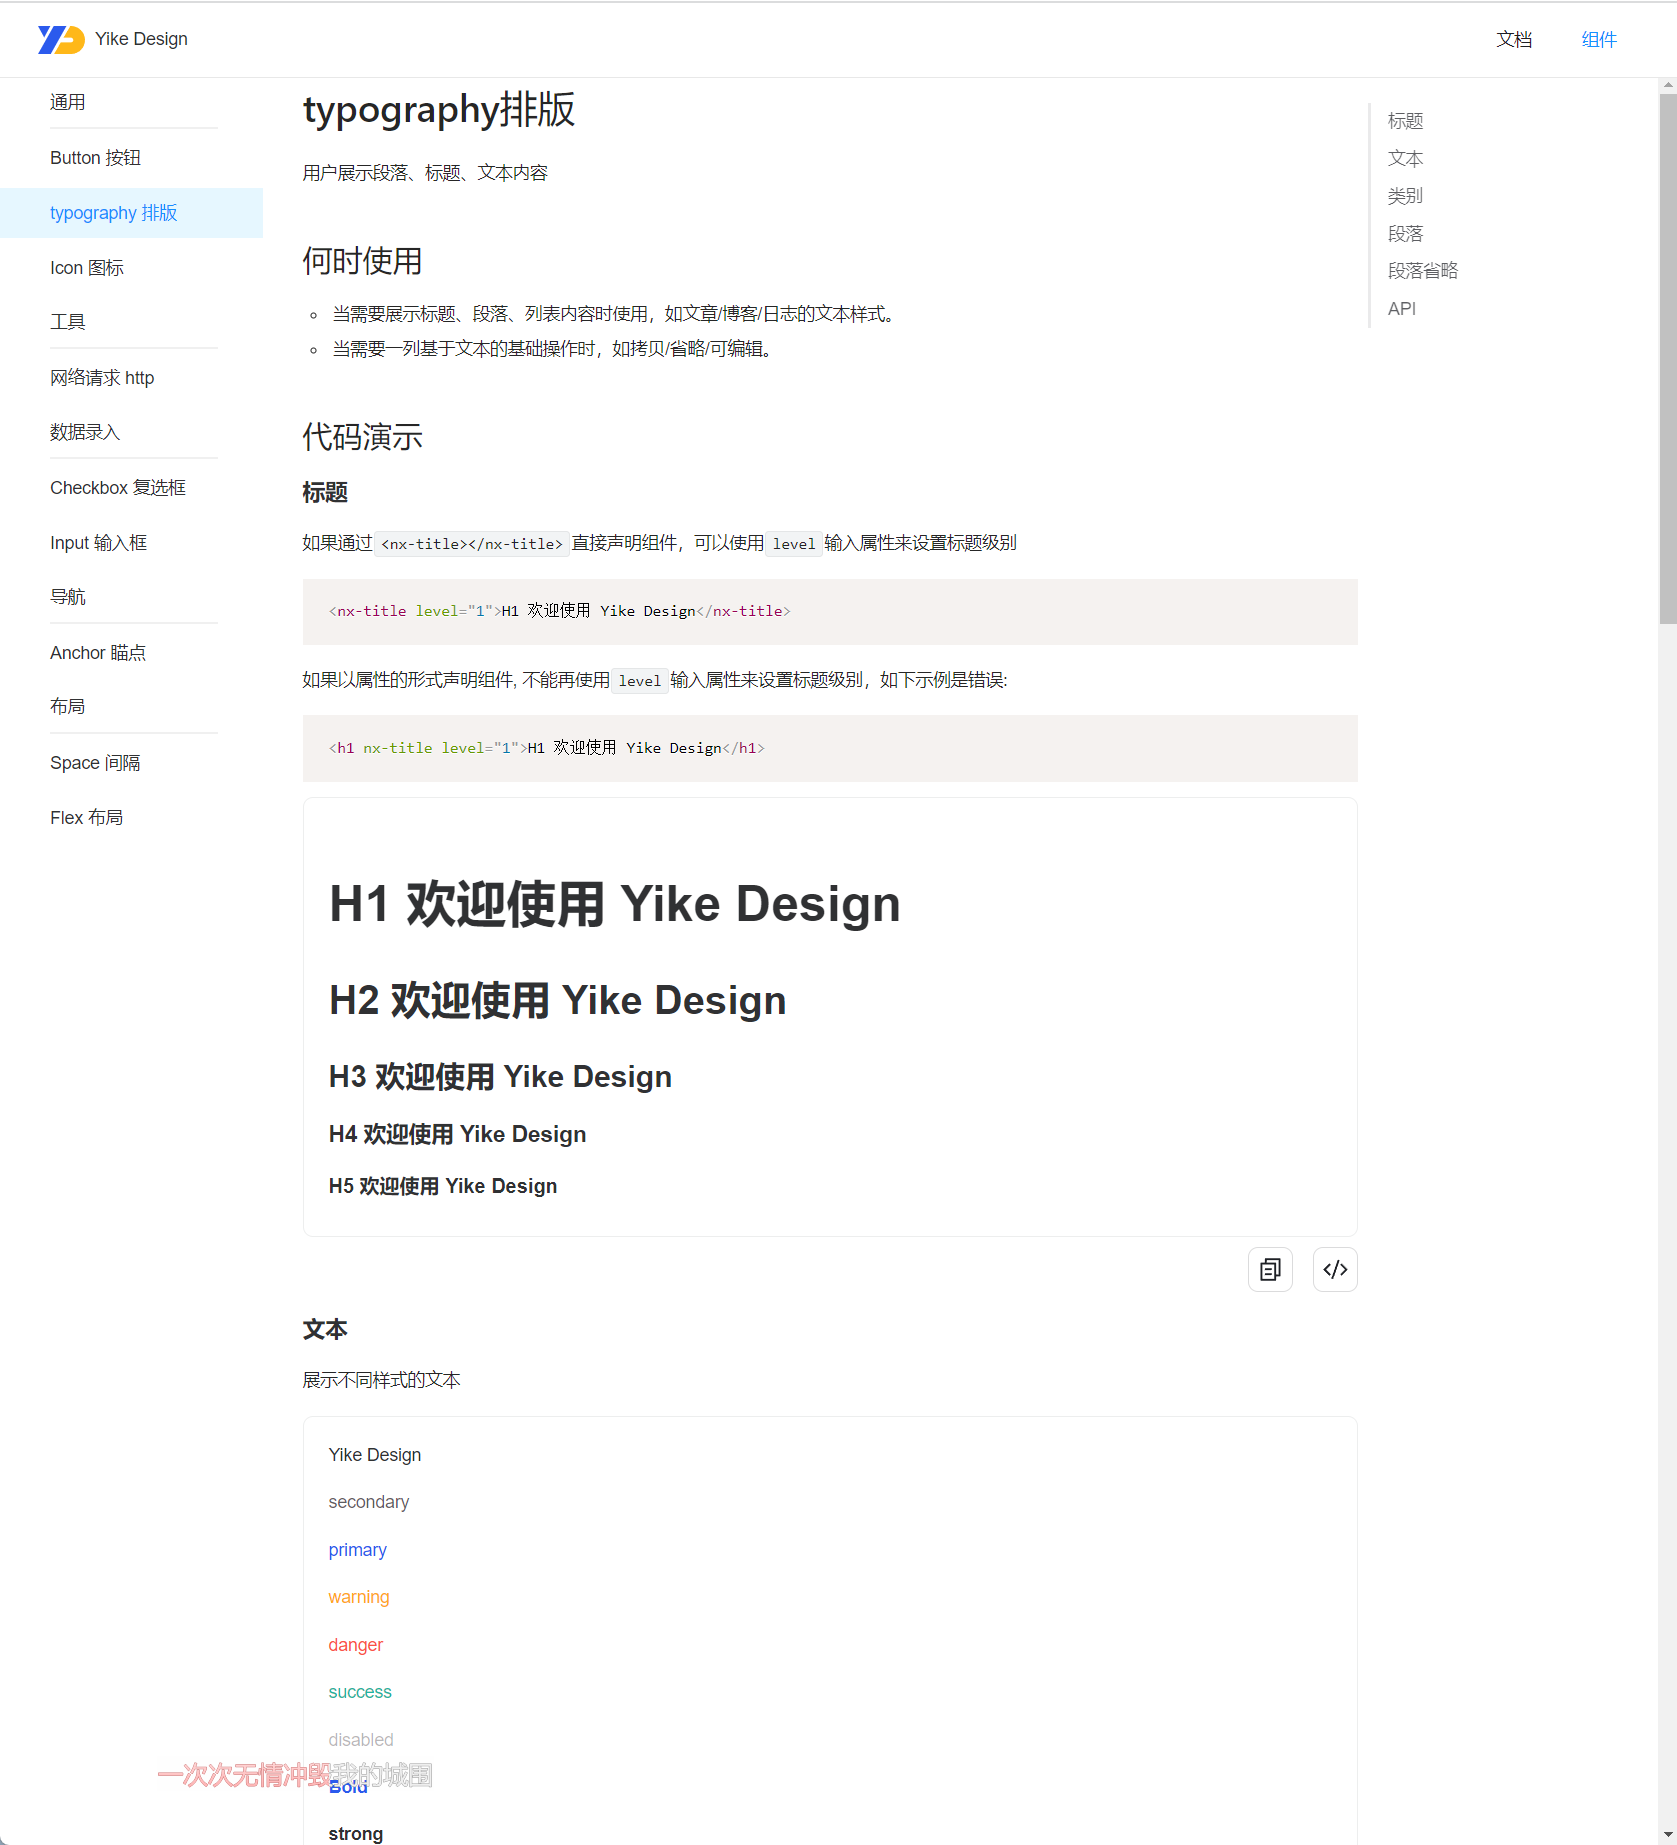 Yike Design
文档
组件
通用
Button 按钮
typography 排版
Icon 图标
工具
网络请求 http
数据录入
Checkbox 复选框
Input 输入框
导航
Anchor 瞄点
布局
Space 间隔
Flex 布局
typography排版
用户展示段落、标题、文本内容
何时使用
当需要展示标题、段落、列表内容时使用，如文章/博客/日志的文本样式。
当需要一列基于文本的基础操作时，如拷贝/省略/可编辑。
代码演示
标题
如果通过 <nx-title></nx-title> 直接声明组件，可以使用 level 输入属性来设置标题级别
<nx-title level="1">H1 欢迎使用 Yike Design</nx-title>
如果以属性的形式声明组件, 不能再使用 level 输入属性来设置标题级别，如下示例是错误:
<h1 nx-title level="1">H1 欢迎使用 Yike Design</h1>
H1 欢迎使用 Yike Design
H2 欢迎使用 Yike Design
H3 欢迎使用 Yike Design
H4 欢迎使用 Yike Design
H5 欢迎使用 Yike Design
文本
展示不同样式的文本
Yike Design
secondary
primary
warning
danger
success
disabled
一次次无情冲毁我的城围
Bold
strong
标题
文本
类别
段落
段落省略
API